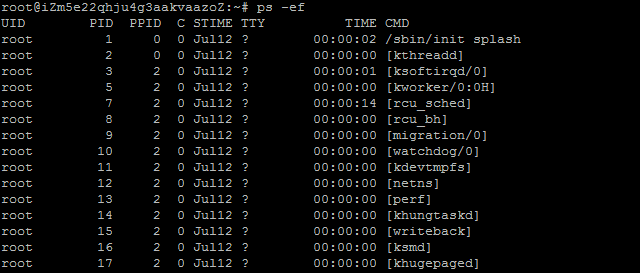 root@iZm5e22qhju4g3aakvaazoZ:~# ps -ef
UID        PID  PPID  C STIME TTY          TIME CMD
root         1     0  0 Jul12 ?        00:00:02 /sbin/init splash
root         2     0  0 Jul12 ?        00:00:00 [kthreadd]
root         3     2  0 Jul12 ?        00:00:01 [ksoftirqd/0]
root         5     2  0 Jul12 ?        00:00:00 [kworker/0:0H]
root         7     2  0 Jul12 ?        00:00:14 [rcu_sched]
root         8     2  0 Jul12 ?        00:00:00 [rcu_bh]
root         9     2  0 Jul12 ?        00:00:00 [migration/0]
root        10     2  0 Jul12 ?        00:00:00 [watchdog/0]
root        11     2  0 Jul12 ?        00:00:00 [kdevtmpfs]
root        12     2  0 Jul12 ?        00:00:00 [netns]
root        13     2  0 Jul12 ?        00:00:00 [perf]
root        14     2  0 Jul12 ?        00:00:00 [khungtaskd]
root        15     2  0 Jul12 ?        00:00:00 [writeback]
root        16     2  0 Jul12 ?        00:00:00 [ksmd]
root        17     2  0 Jul12 ?        00:00:00 [khugepaged]